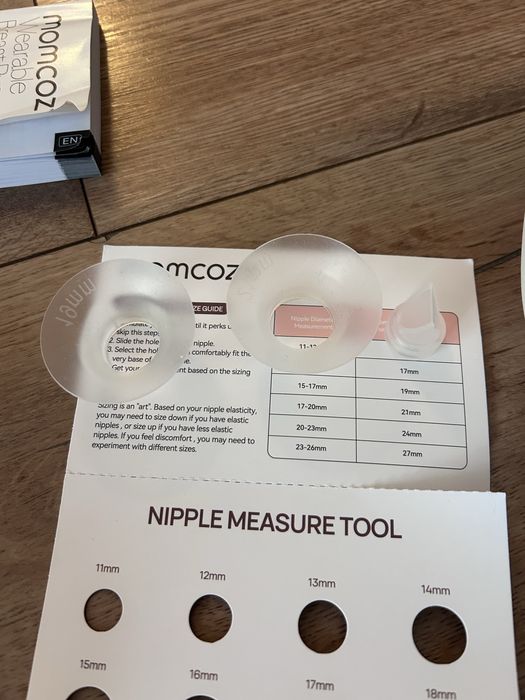 momcoz
Wearable
EN
19mm
ZE GUIDE
til it perks
skip this step
2. Slide the hole
nipple.
3. Select the hol
comfortably fit the
very base of
Get your
nt based on the sizing
Sizing is an "art". Based on your nipple elasticity,
you may need to size down if you have elastic
nipples, or size up if you have less elastic
nipples. If you feel discomfort, you may need to
experiment with different sizes.
Nipple Diamet
Measurement
17mm
15-17mm
19mm
17-20mm
21mm
20-23mm
24mm
23-26mm
27mm
NIPPLE MEASURE TOOL
11mm
12mm
13mm
14mm
15mm
16mm
17mm
18mm